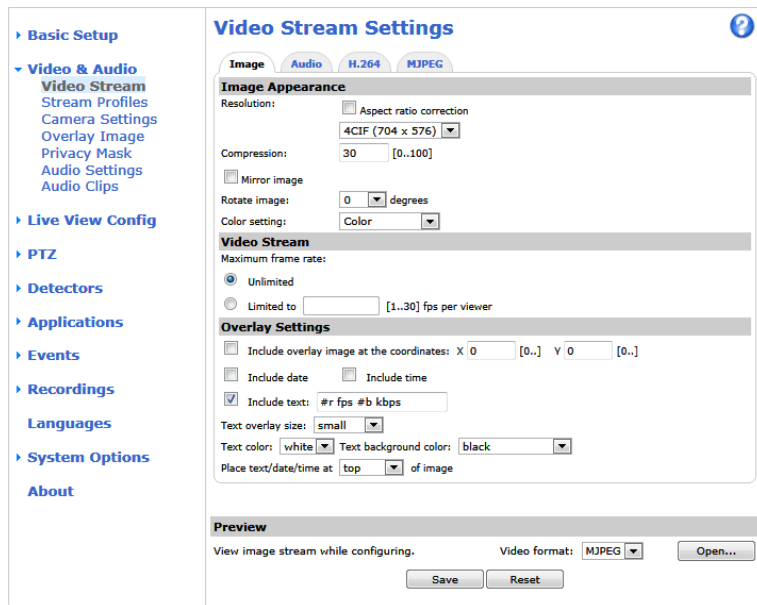 Basic Setup
Video & Audio
Video Stream
Stream Profiles
Camera Settings
Overlay Image
Privacy Mask
Audio Settings
Audio Clips
Live View Config
PTZ
Detectors
Applications
Events
Recordings
Languages
System Options
About
Video Stream Settings
?
Image Audio H.264 MJPEG
Image Appearance
Resolution: Aspect ratio correction
4CIF (704 x 576)
Compression: 30 [0..100]
Mirror image
Rotate image: 0 degrees
Color setting: Color
Video Stream
Maximum frame rate:
Unlimited
Limited to [1..30] fps per viewer
Overlay Settings
Include overlay image at the coordinates: X 0 [0..] Y 0 [0..]
Include date Include time
Include text: #r fps #b kbps
Text overlay size: small
Text color: white Text background color: black
Place text/date/time at top of image
Preview
View image stream while configuring. Video format: MJPEG Open...
Save Reset